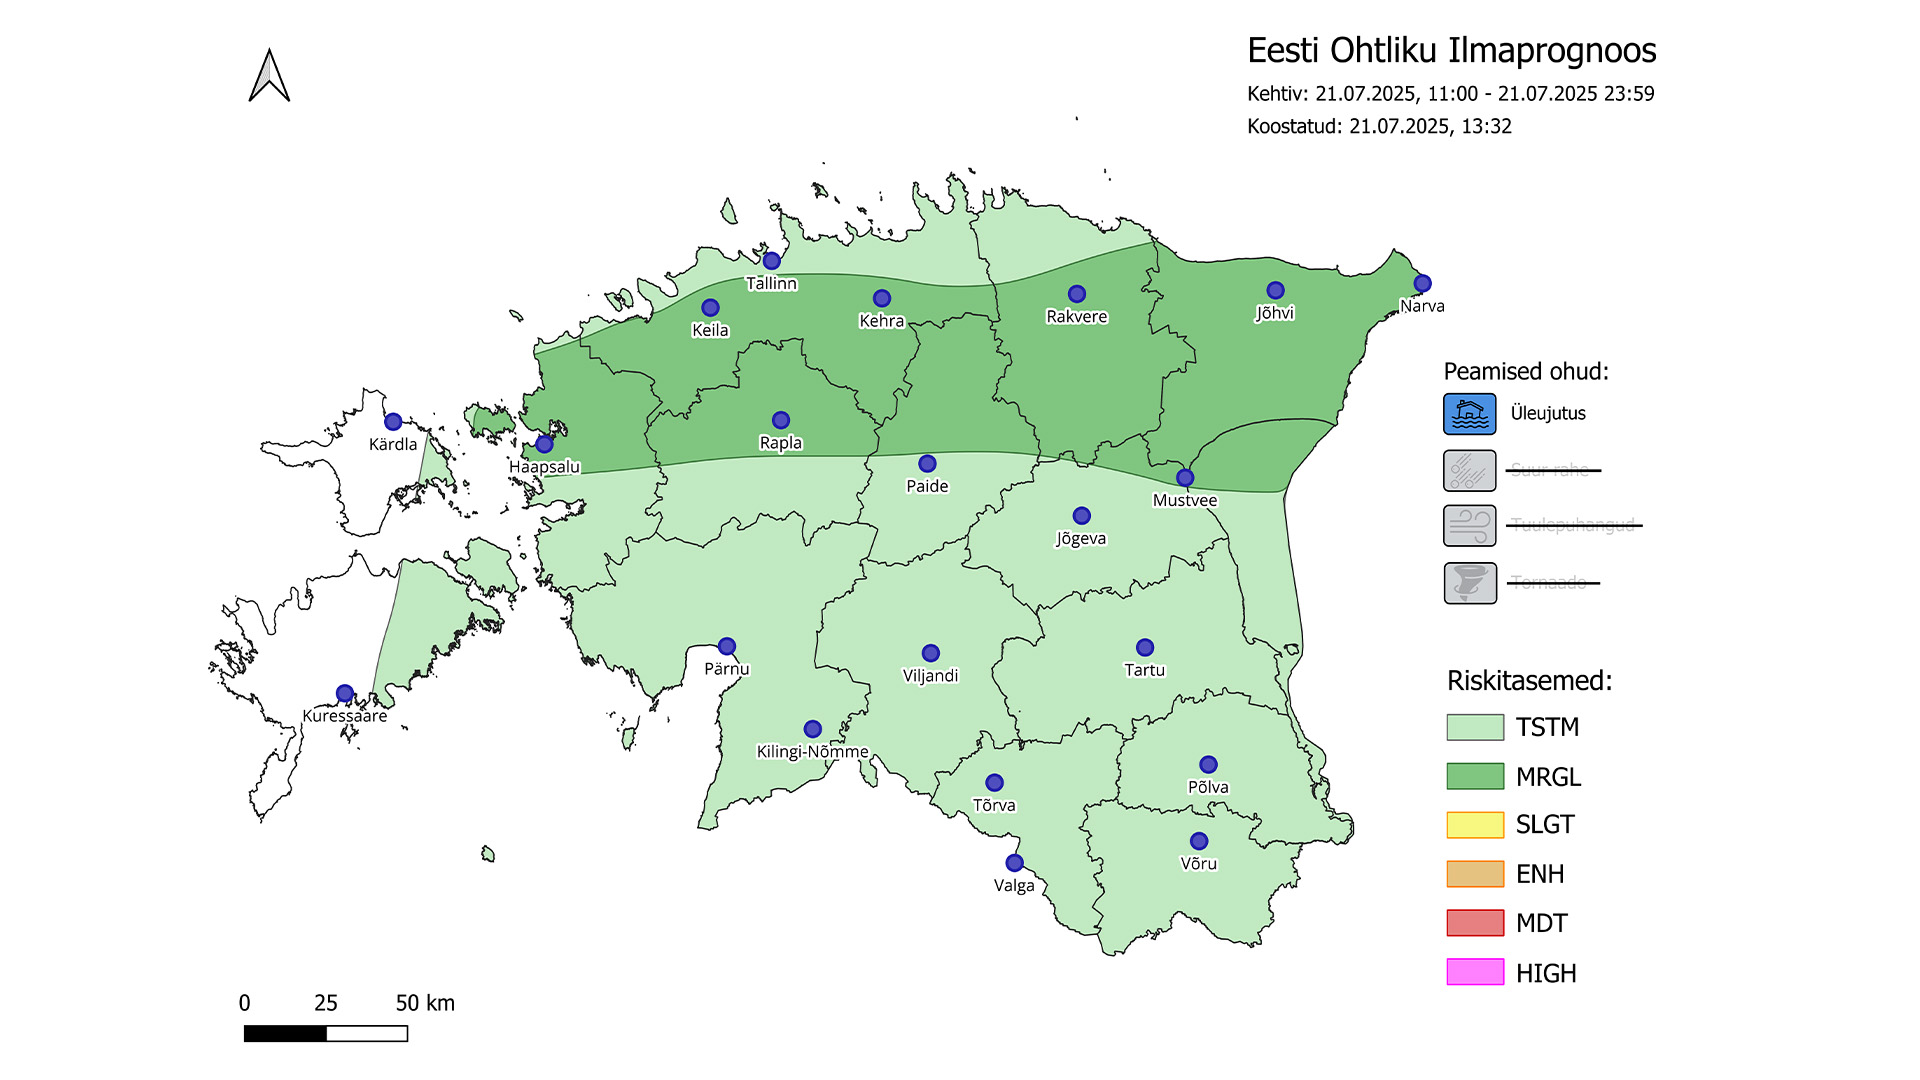 Eesti Ohtliku Ilmaprognoos
Kehtiv: 21.07.2025, 11:00 - 21.07.2025 23:59
Koostatud: 21.07.2025, 13:32
Tallinn
Keila
Kehra
Rakvere
Jõhvi
Narva
Kärdla
Haapsalu
Rapla
Paide
Mustvee
Jõgeva
Pärnu
Viljandi
Tartu
Kuressaare
Kilingi-Nõmme
Tõrva
Põlva
Valga
Võru
Peamised ohud:
Üleujutus
Suur rahe
Tuulepuhangud
Tornaado
Riskitasemed:
TSTM
MRGL
SLGT
ENH
MDT
HIGH
0 25 50 km